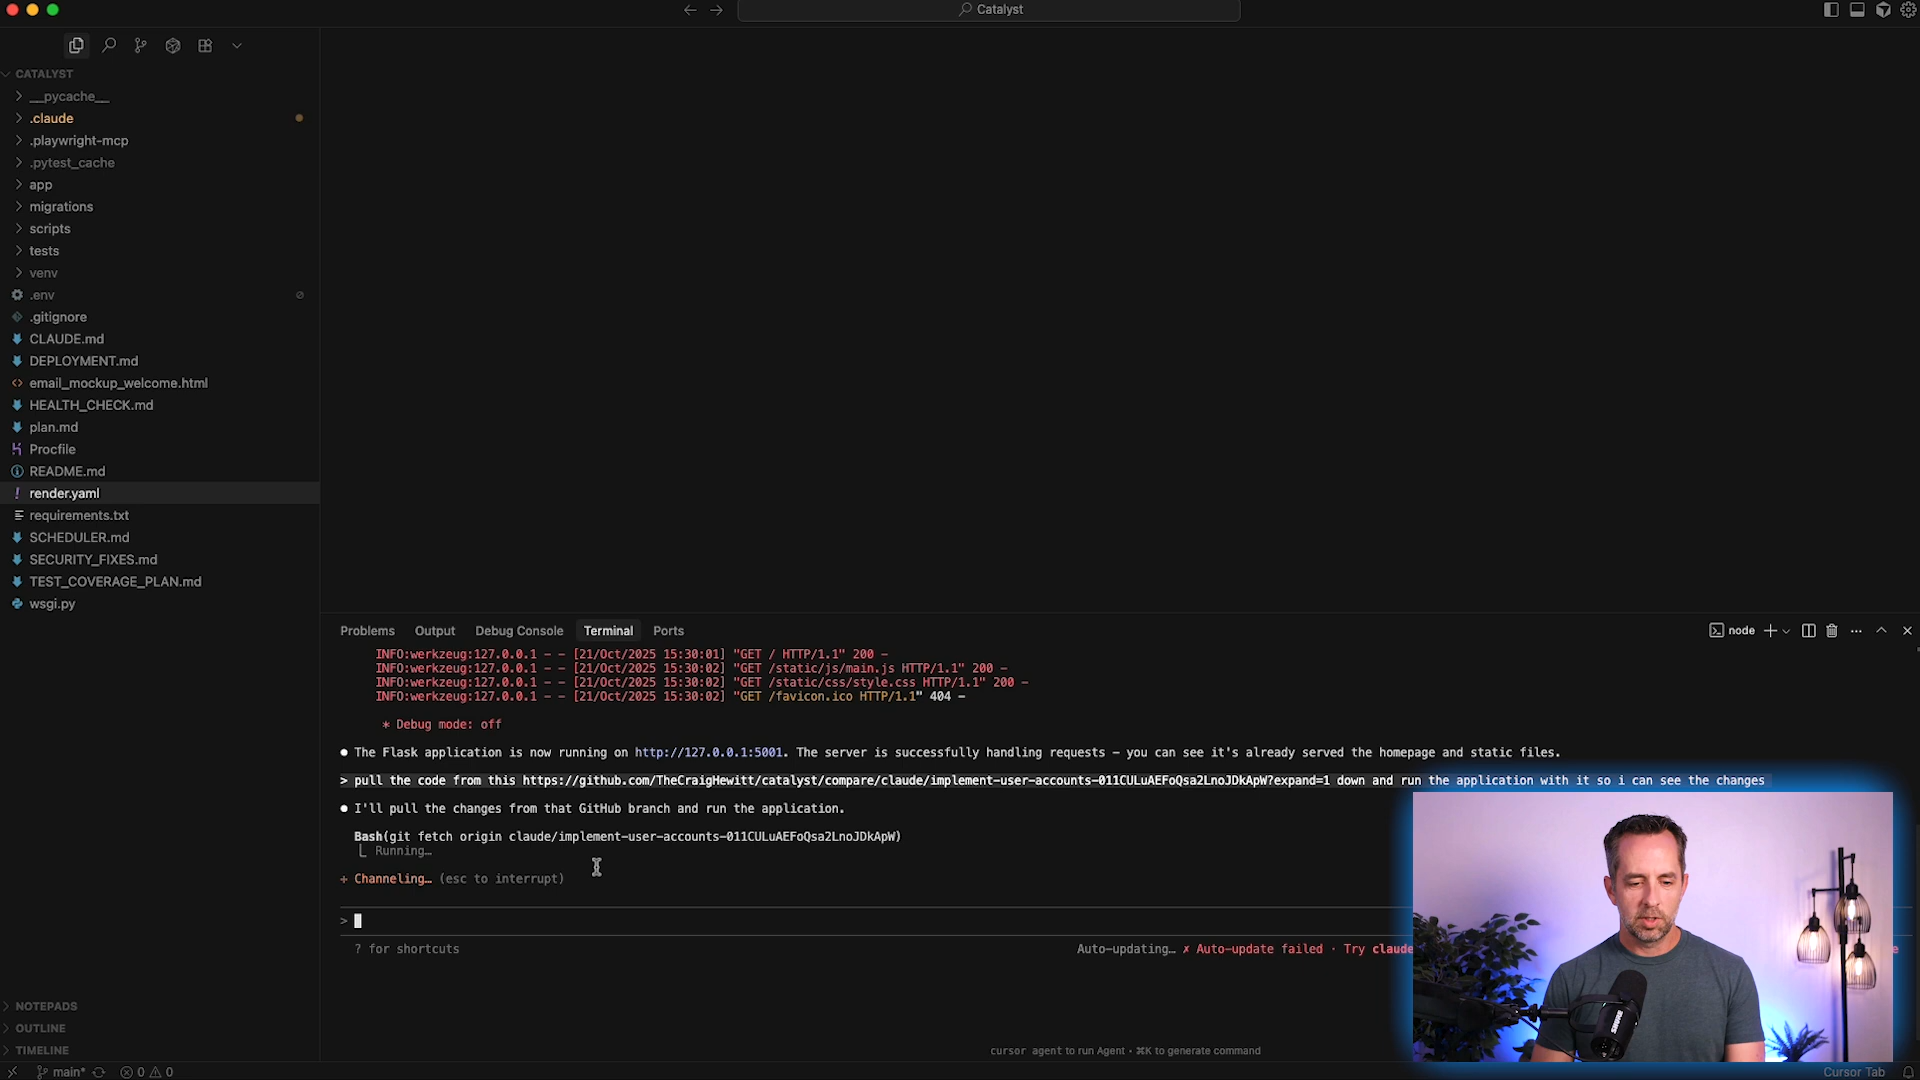 Catalyst
CATALYST
__pycache__
.claude
.playwright-mcp
.pytest_cache
app
migrations
scripts
tests
venv
.env
.gitignore
CLAUDE.md
DEPLOYMENT.md
email_mockup_welcome.html
HEALTH_CHECK.md
plan.md
Procfile
README.md
render.yaml
requirements.txt
SCHEDULER.md
SECURITY_FIXES.md
TEST_COVERAGE_PLAN.md
wsgi.py
NOTEPADS
OUTLINE
TIMELINE
Problems Output Debug Console Terminal Ports
node
INFO:werkzeug:127.0.0.1 - - [21/Oct/2025 15:30:01] "GET / HTTP/1.1" 200 -
INFO:werkzeug:127.0.0.1 - - [21/Oct/2025 15:30:02] "GET /static/js/main.js HTTP/1.1" 200 -
INFO:werkzeug:127.0.0.1 - - [21/Oct/2025 15:30:02] "GET /static/css/style.css HTTP/1.1" 200 -
INFO:werkzeug:127.0.0.1 - - [21/Oct/2025 15:30:02] "GET /favicon.ico HTTP/1.1" 404 -
* Debug mode: off
● The Flask application is now running on http://127.0.0.1:5001. The server is successfully handling requests – you can see it's already served the homepage and static files.
> pull the code from this https://github.com/TheCraigHewitt/catalyst/compare/claude/implement-user-accounts-011CULuAEFoQsa2LnoJDkApW?expand=1 down and run the application with it so i can see the changes
● I'll pull the changes from that GitHub branch and run the application.
Bash(git fetch origin claude/implement-user-accounts-011CULuAEFoQsa2LnoJDkApW)
Running…
+ Channeling… (esc to interrupt)
>
? for shortcuts
Auto-updating… ✗ Auto-update failed · Try claude
cursor agent to run Agent • ⌘K to generate command
main* 0 0
Cursor Tab